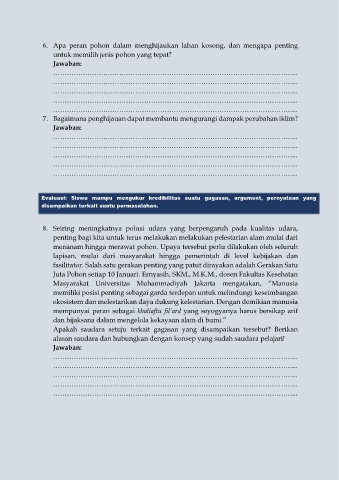 6. Apa peran pohon dalam menghijaukan lahan kosong, dan mengapa penting
untuk memilih jenis pohon yang tepat?
Jawaban:
7. Bagaimana penghijauan dapat membantu mengurangi dampak perubahan iklim?
Jawaban:
Evaluasi: Siswa mampu mengukur kredibilitas suatu gagasan, argument, pernyataan yang
disampaikan terkait suatu permasalahan.
8. Seiring meningkatnya polusi udara yang berpengaruh pada kualitas udara,
penting bagi kita untuk terus melakukan melakukan pelestarian alam mulai dari
menanam hingga merawat pohon. Upaya tersebut perlu dilakukan oleh seluruh
lapisan, mulai dari masyarakat hingga pemerintah di level kebijakan dan
fasilitator. Salah satu gerakan penting yang patut dirayakan adalah Gerakan Satu
Juta Pohon setiap 10 Januari. Ernyasih, SKM., M.K.M., dosen Fakultas Kesehatan
Masyarakat Universitas Muhammadiyah Jakarta mengatakan, "Manusia
memiliki posisi penting sebagai garda terdepan untuk melindungi keseimbangan
ekosistem dan melestarikan daya dukung kelestarian. Dengan demikian manusia
mempunyai peran sebagai khaliaftu fil'ard yang seyogyanya harus bersikap arif
dan bijaksana dalam mengelola kekayaan alam di bumi."
Apakah saudara setuju terkait gagasan yang disampaikan tersebut? Berikan
alasan saudara dan hubungkan dengan konsep yang sudah saudara pelajari!
Jawaban: